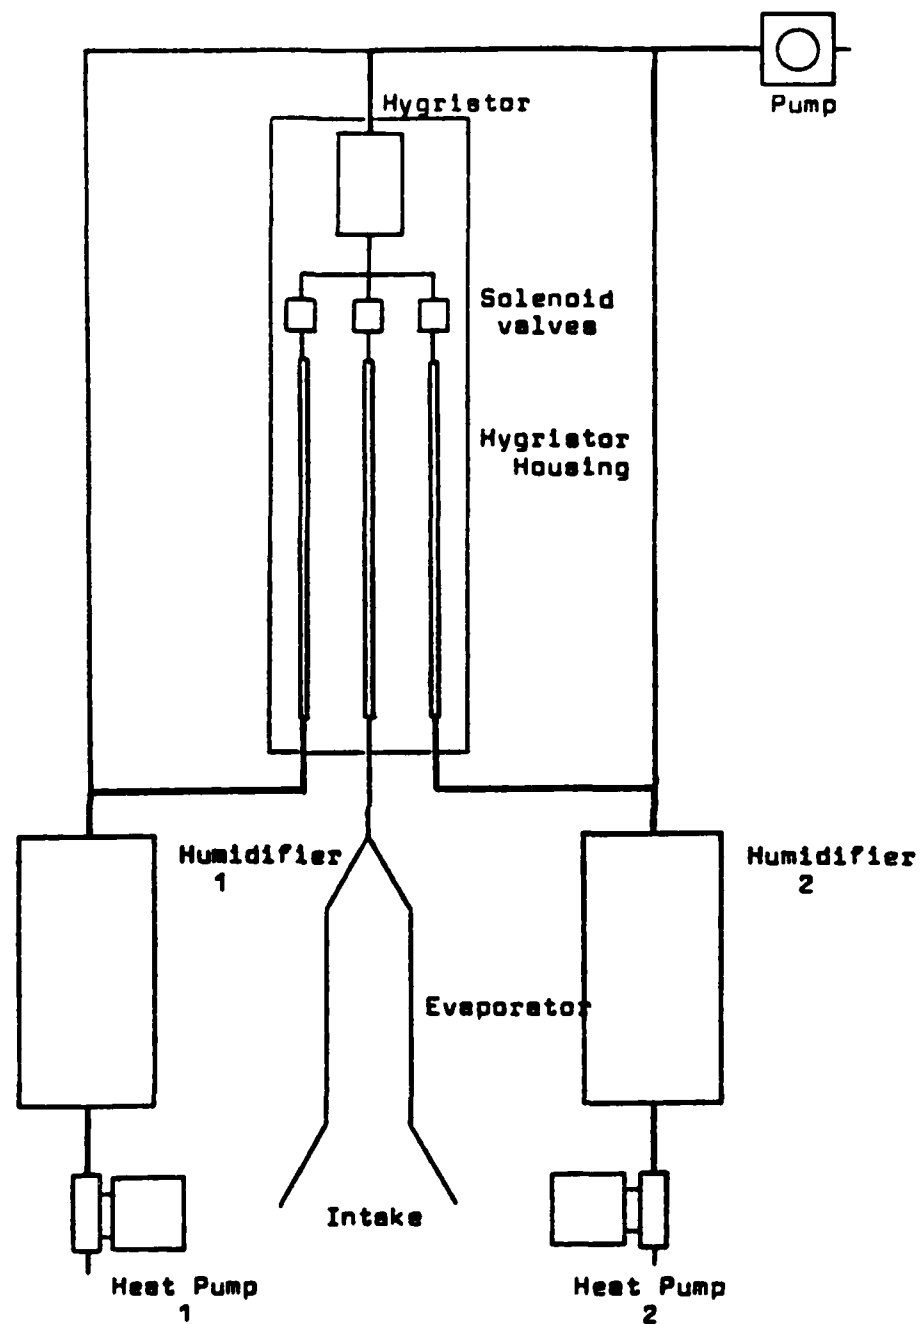 Hygristor
Pump
Solenoid
valves
Hygristor
Housing
Humidifier
1
Humidifier
2
Evaporator
Intake
Heat Pump
1
Heat Pump
2